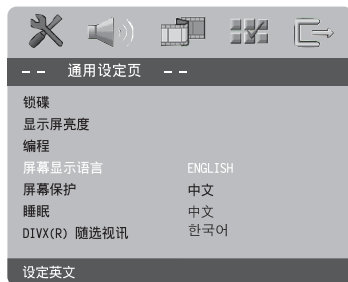 -- 通用设定页 --
锁碟
显示屏亮度
编程
屏幕显示语言 ENGLISH
屏幕保护 中文
睡眠 中文
DIVX(R) 随选视讯 한국어
设定英文